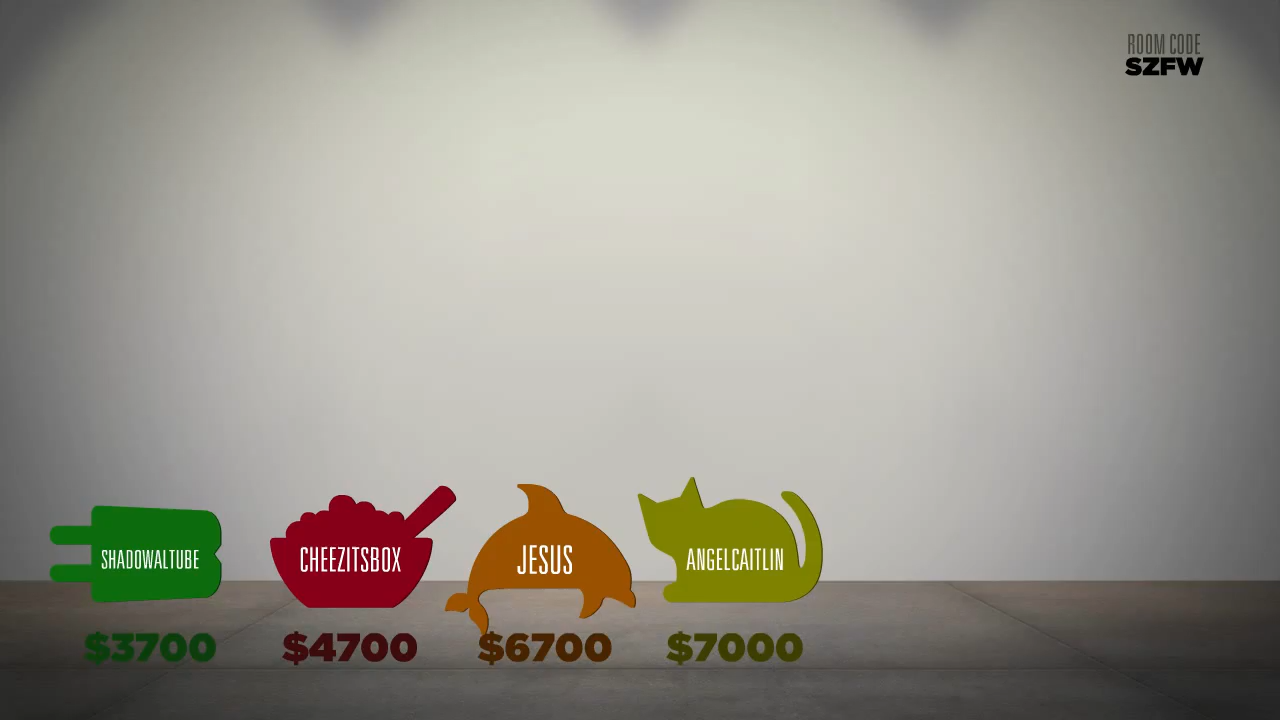 ROOM CODE
SZFW
SHADOWALTUBE
CHEEZITSBOX
JESUS
ANGELCAITLIN
$3700
$4700
$6700
$7000